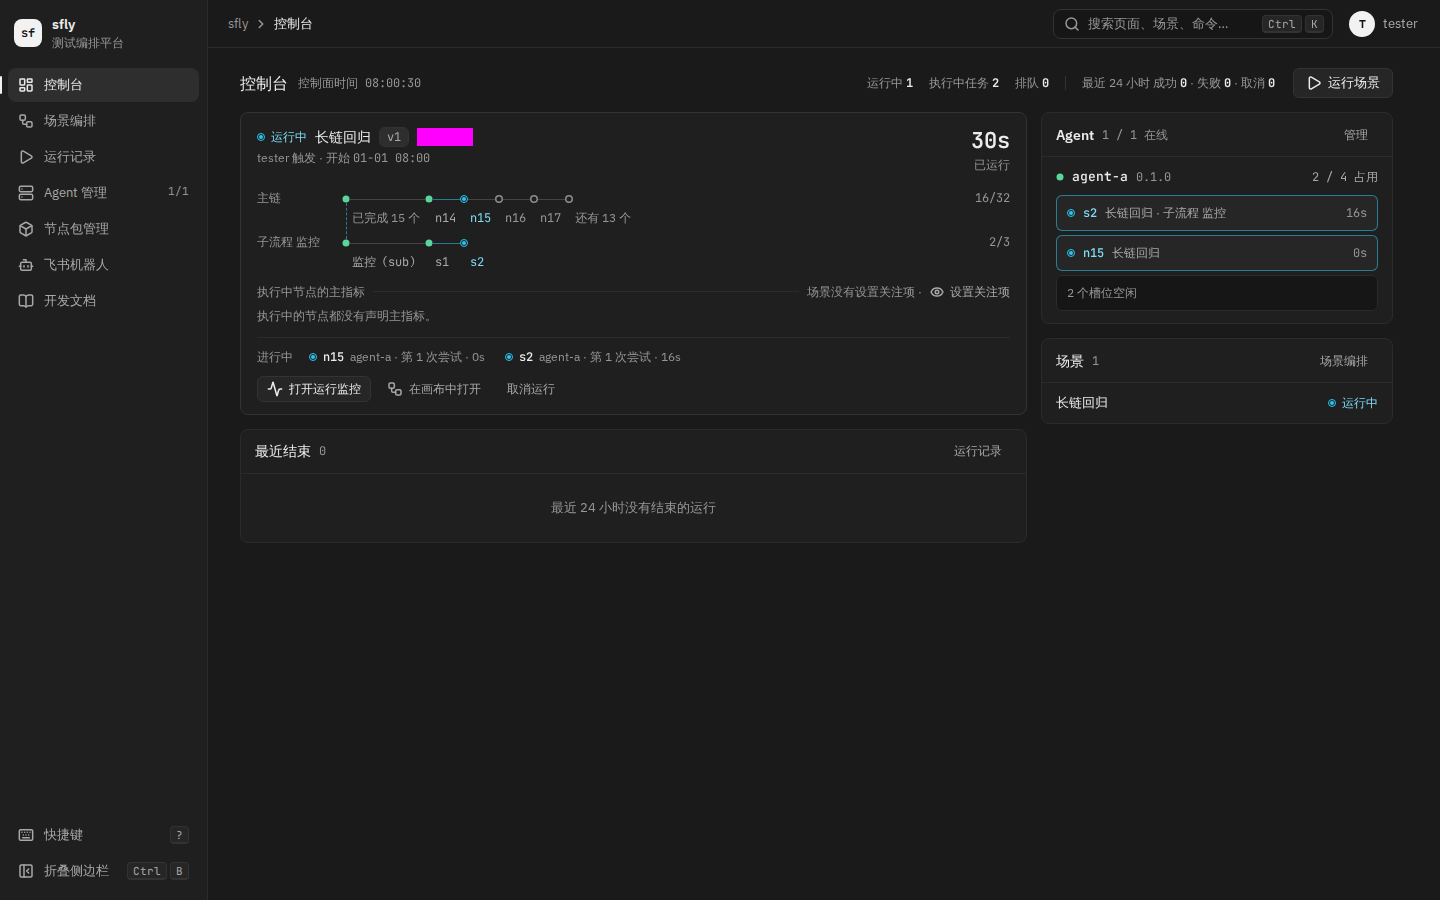 sf
sfly
测试编排平台
控制台
场景编排
运行记录
Agent 管理 1/1
节点包管理
飞书机器人
开发文档
快捷键 ?
折叠侧边栏 Ctrl B
sfly > 控制台
搜索页面、场景、命令... Ctrl K
T tester
控制台 控制面时间 08:00:30
运行中 1 执行中任务 2 排队 0 最近 24 小时 成功 0 · 失败 0 · 取消 0
运行场景
运行中 长链回归 v1
tester 触发 · 开始 01-01 08:00
30s
已运行
主链 16/32
已完成 15 个 n14 n15 n16 n17 还有 13 个
子流程 监控 2/3
监控 (sub) s1 s2
执行中节点的主指标 场景没有设置关注项 · 设置关注项
执行中的节点都没有声明主指标。
进行中 n15 agent-a · 第 1 次尝试 · 0s s2 agent-a · 第 1 次尝试 · 16s
打开运行监控 在画布中打开 取消运行
最近结束 0 运行记录
最近 24 小时没有结束的运行
Agent 1 / 1 在线 管理
agent-a 0.1.0 2 / 4 占用
s2 长链回归 · 子流程 监控 16s
n15 长链回归 0s
2 个槽位空闲
场景 1 场景编排
长链回归 运行中